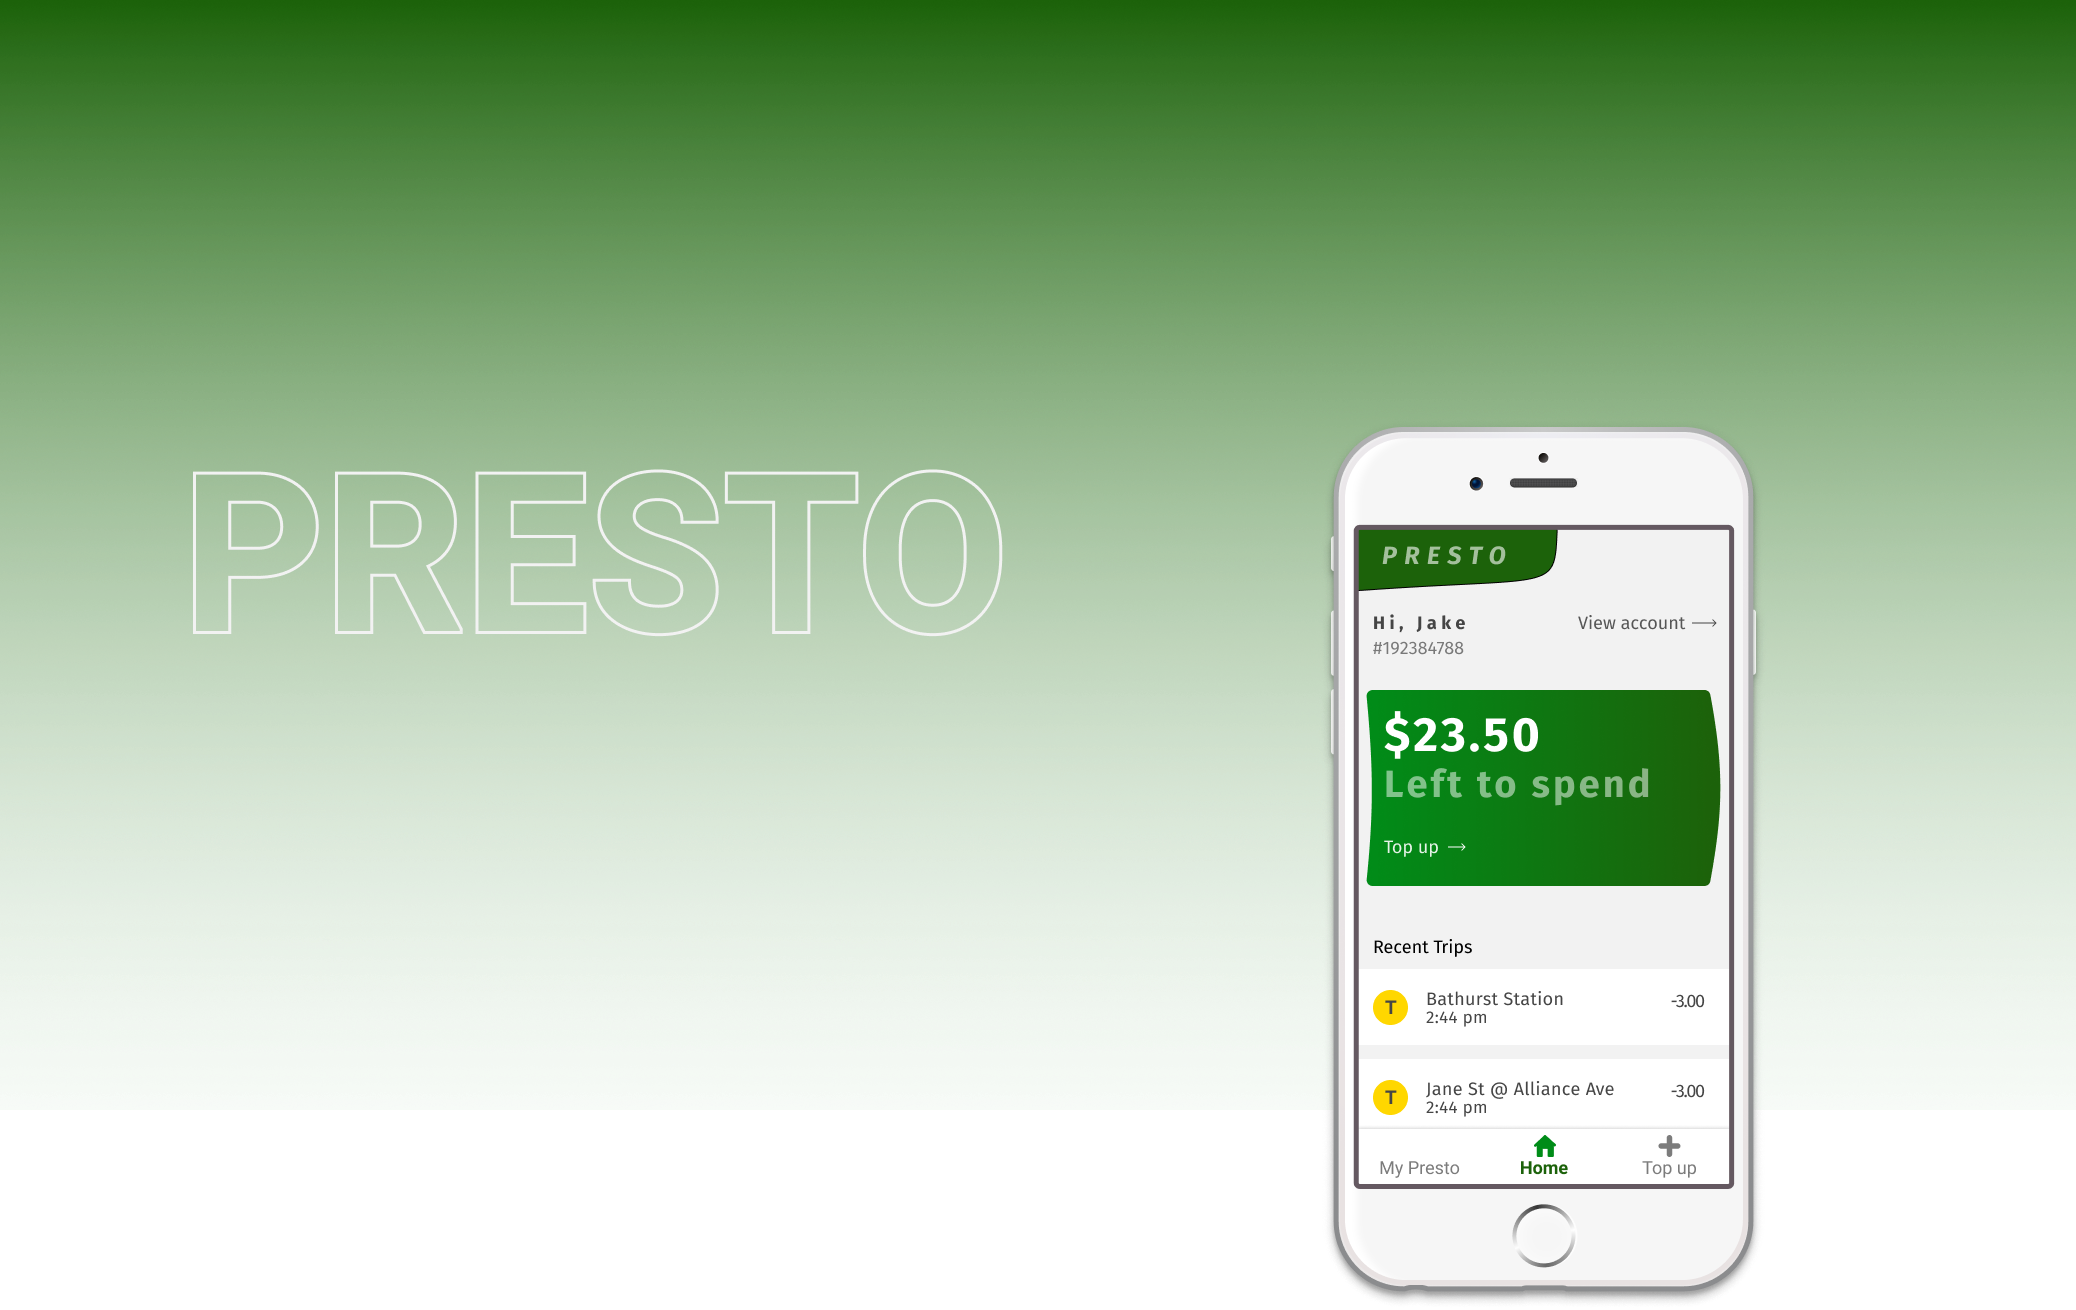 PRESTO
PRESTO
Hi, Jake
View account
#192384788
$23.50
Left to spend
Top up
Recent Trips
T
Bathurst Station
-3.00
2:44 pm
T
Jane St @ Alliance Ave
-3.00
2:44 pm
My Presto
Home
Top up